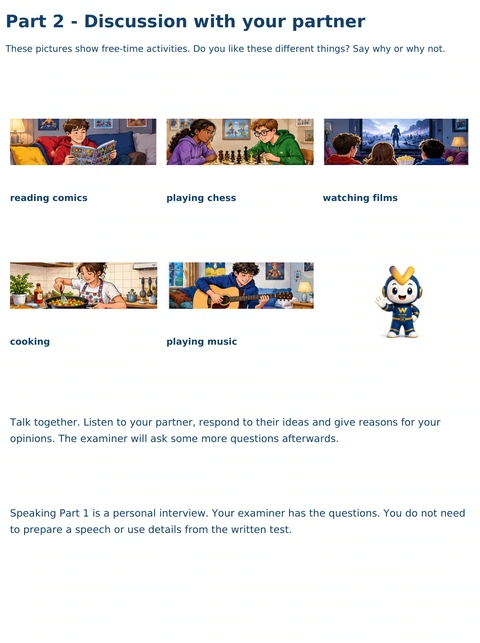 Part 2 - Discussion with your partner
These pictures show free-time activities. Do you like these different things? Say why or why not.
reading comics
playing chess
watching films
cooking
playing music
W
Talk together. Listen to your partner, respond to their ideas and give reasons for your
opinions. The examiner will ask some more questions afterwards.
Speaking Part 1 is a personal interview. Your examiner has the questions. You do not need
to prepare a speech or use details from the written test.